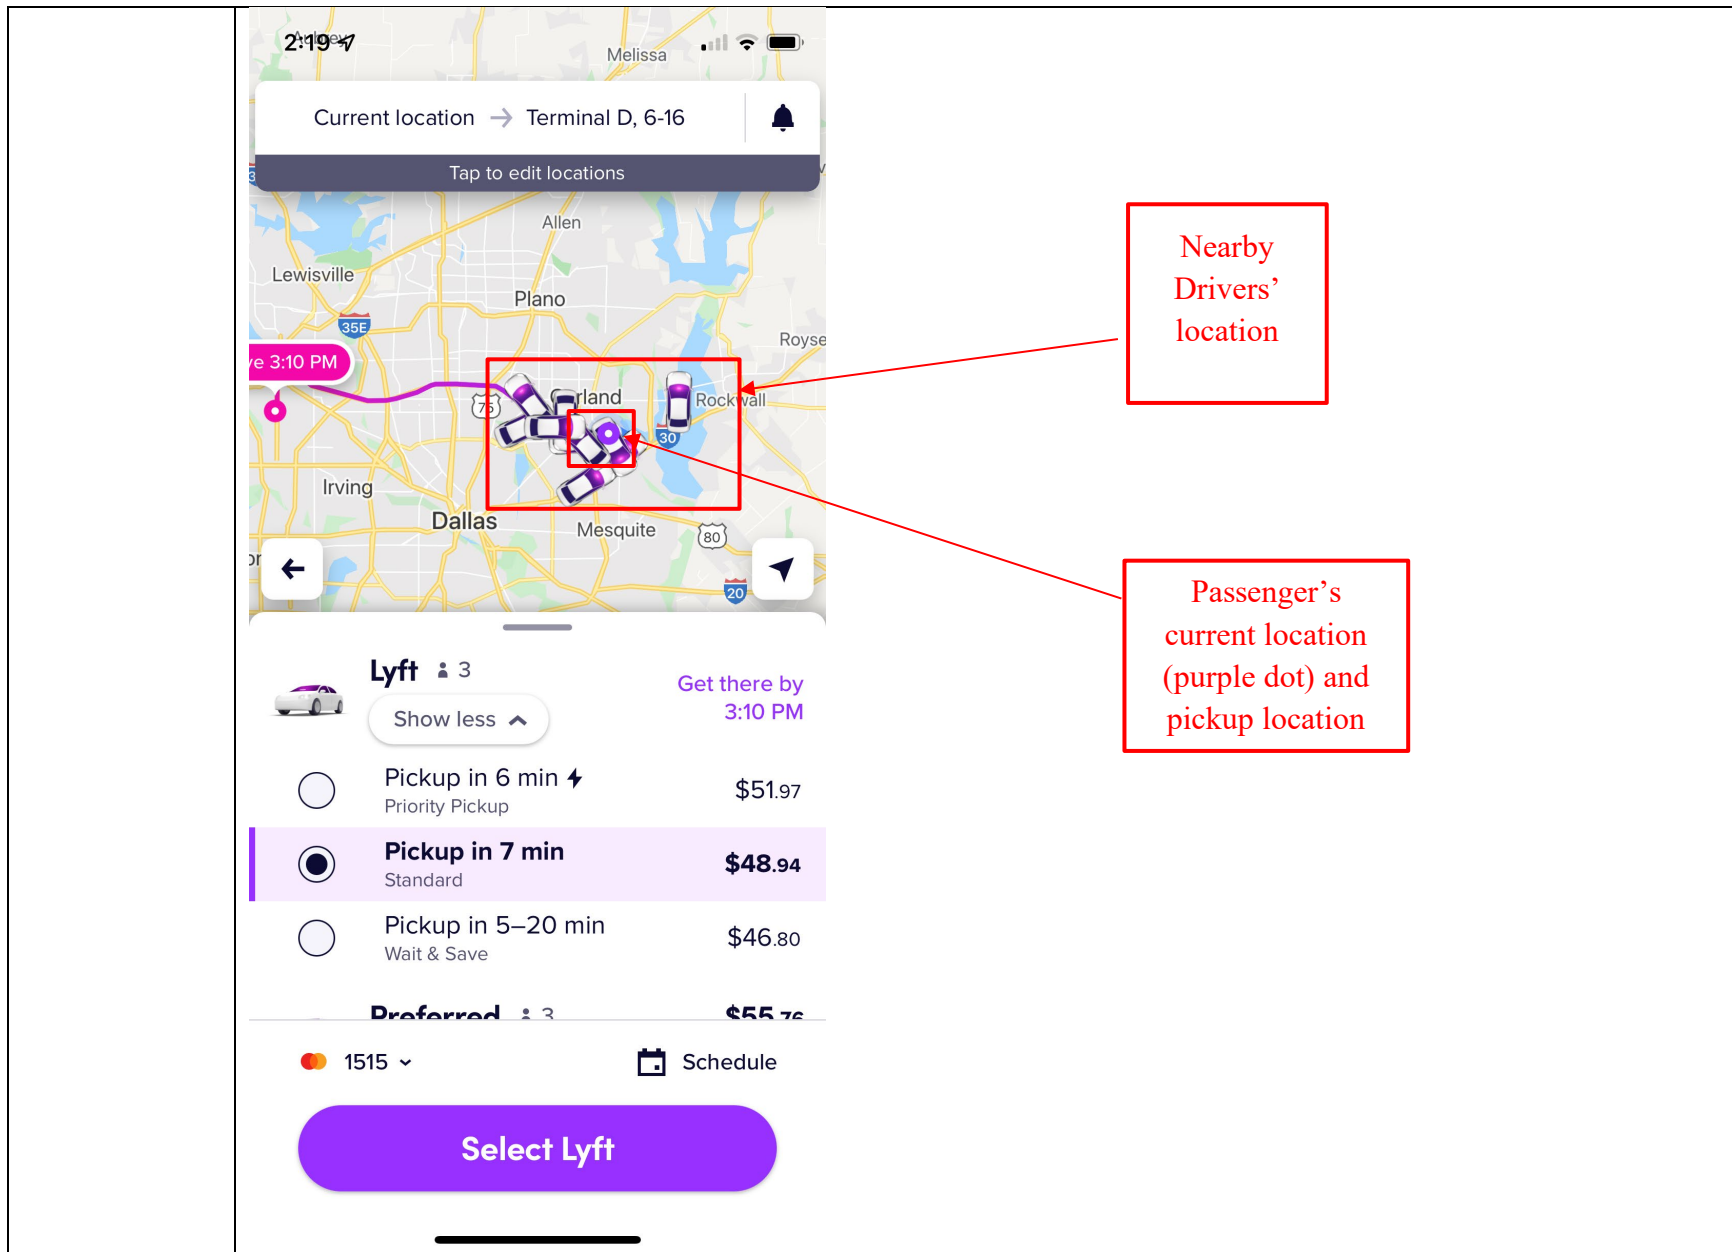 2:19
Melissa
Current location → Terminal D, 6-16
Tap to edit locations
Allen
Lewisville
Plano
35E
Royse
3:10 PM
75
Rockwall
30
Irving
Dallas
Mesquite
80
20
Nearby
Drivers’
location
Passenger’s
current location
(purple dot) and
pickup location
Lyft 3
Get there by
3:10 PM
Show less
Pickup in 6 min
Priority Pickup
$51.97
Pickup in 7 min
Standard
$48.94
Pickup in 5–20 min
Wait & Save
$46.80
Preferred 3
$55.76
1515
Schedule
Select Lyft